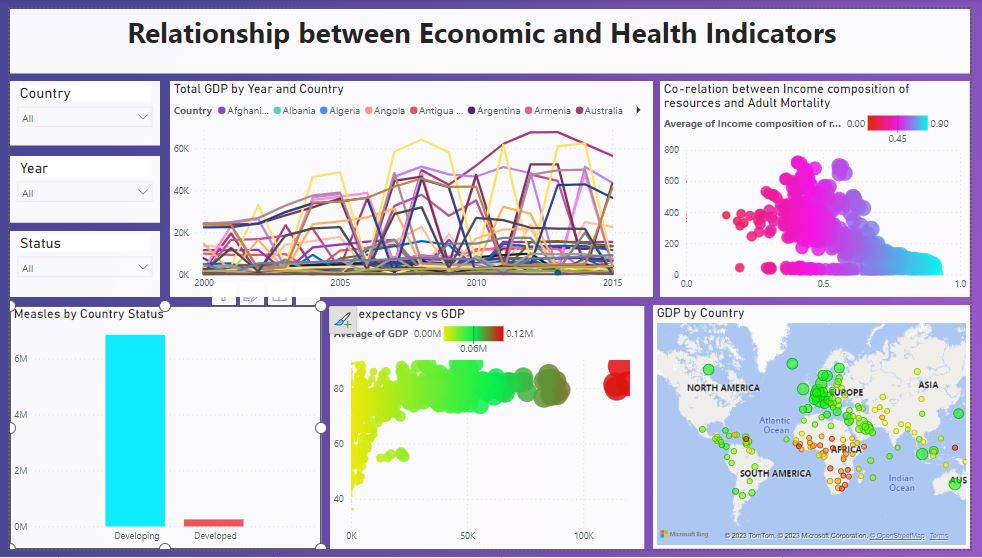 Relationship between Economic and Health Indicators
Country
All
Year
All
Status
All
Total GDP by Year and Country
Country Afghani... Albania Algeria Angola Antigua ... Argentina Armenia Australia
60K
40K
20K
0K
2000 2005 2010 2015
Co-relation between Income composition of
resources and Adult Mortality
Average of Income composition of r... 0.00 0.90
0.45
800
600
400
200
0
0.0 0.5 1.0
Measles by Country Status
6M
4M
2M
0M
Developing Developed
expectancy vs GDP
Average of GDP 0.00M 0.12M
0.06M
80
60
40
0K 50K 100K
GDP by Country
NORTH AMERICA
EUROPE
ASIA
Atlantic
Ocean
AFRICA
SOUTH AMERICA
Indian
Ocean
AUS
Microsoft Bing
© 2023 TomTom, © 2023 Microsoft Corporation, © OpenStreetMap Terms